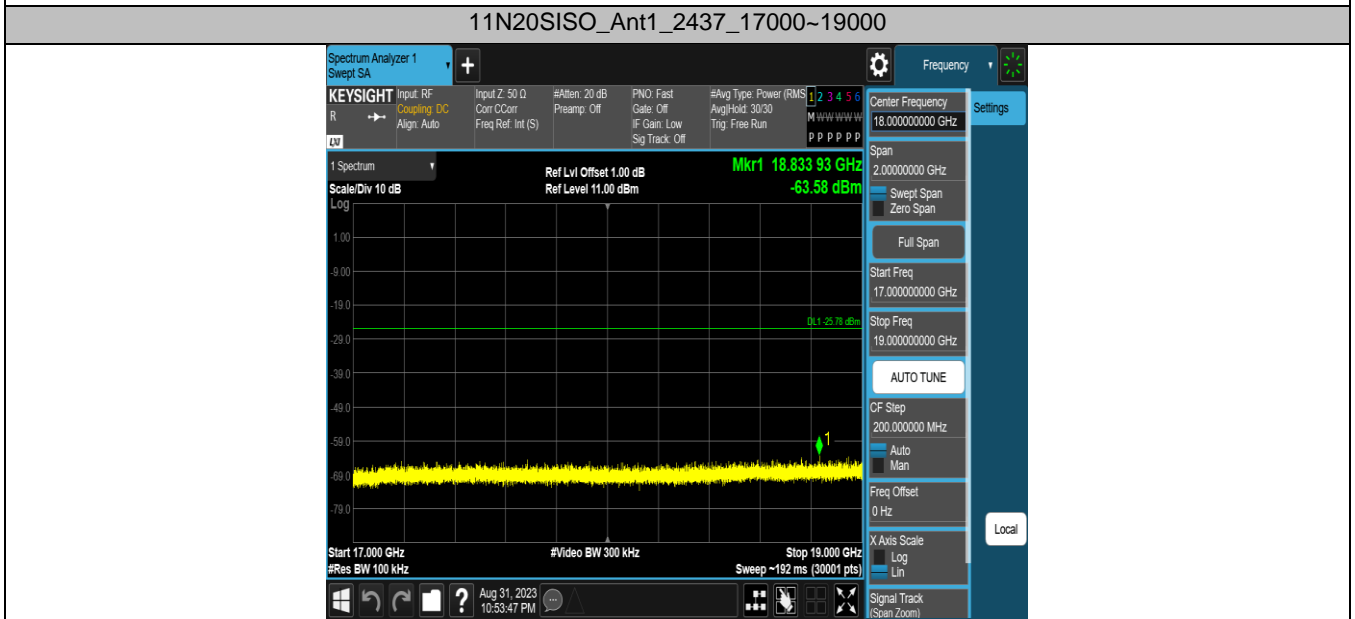 11N20SISO_Ant1_2437_17000~19000
Spectrum Analyzer 1
Swept SA
Frequency
KEYSIGHT
R
LXI
Input: RF
Coupling: DC
Align: Auto
Input Z: 50 Ω
Corr CCorr
Freq Ref: Int (S)
#Atten: 20 dB
Preamp: Off
PNO: Fast
Gate: Off
IF Gain: Low
Sig Track: Off
#Avg Type: Power (RMS
Avg|Hold: 30/30
Trig: Free Run
1 2 3 4 5 6
M W W W W W
P P P P P P
1 Spectrum
Scale/Div 10 dB
Log
Ref Lvl Offset 1.00 dB
Ref Level 11.00 dBm
Mkr1 18.833 93 GHz
-63.58 dBm
1.00
-9.00
-19.0
DL1 -25.78 dBm
-29.0
-39.0
-49.0
-59.0
1
-69.0
-79.0
Start 17.000 GHz
#Video BW 300 kHz
Stop 19.000 GHz
#Res BW 100 kHz
Sweep ~192 ms (30001 pts)
?
Aug 31, 2023
10:53:47 PM
Center Frequency
18.000000000 GHz
Settings
Span
2.00000000 GHz
Swept Span
Zero Span
Full Span
Start Freq
17.000000000 GHz
Stop Freq
19.000000000 GHz
AUTO TUNE
CF Step
200.000000 MHz
Auto
Man
Freq Offset
0 Hz
Local
X Axis Scale
Log
Lin
Signal Track
(Span Zoom)